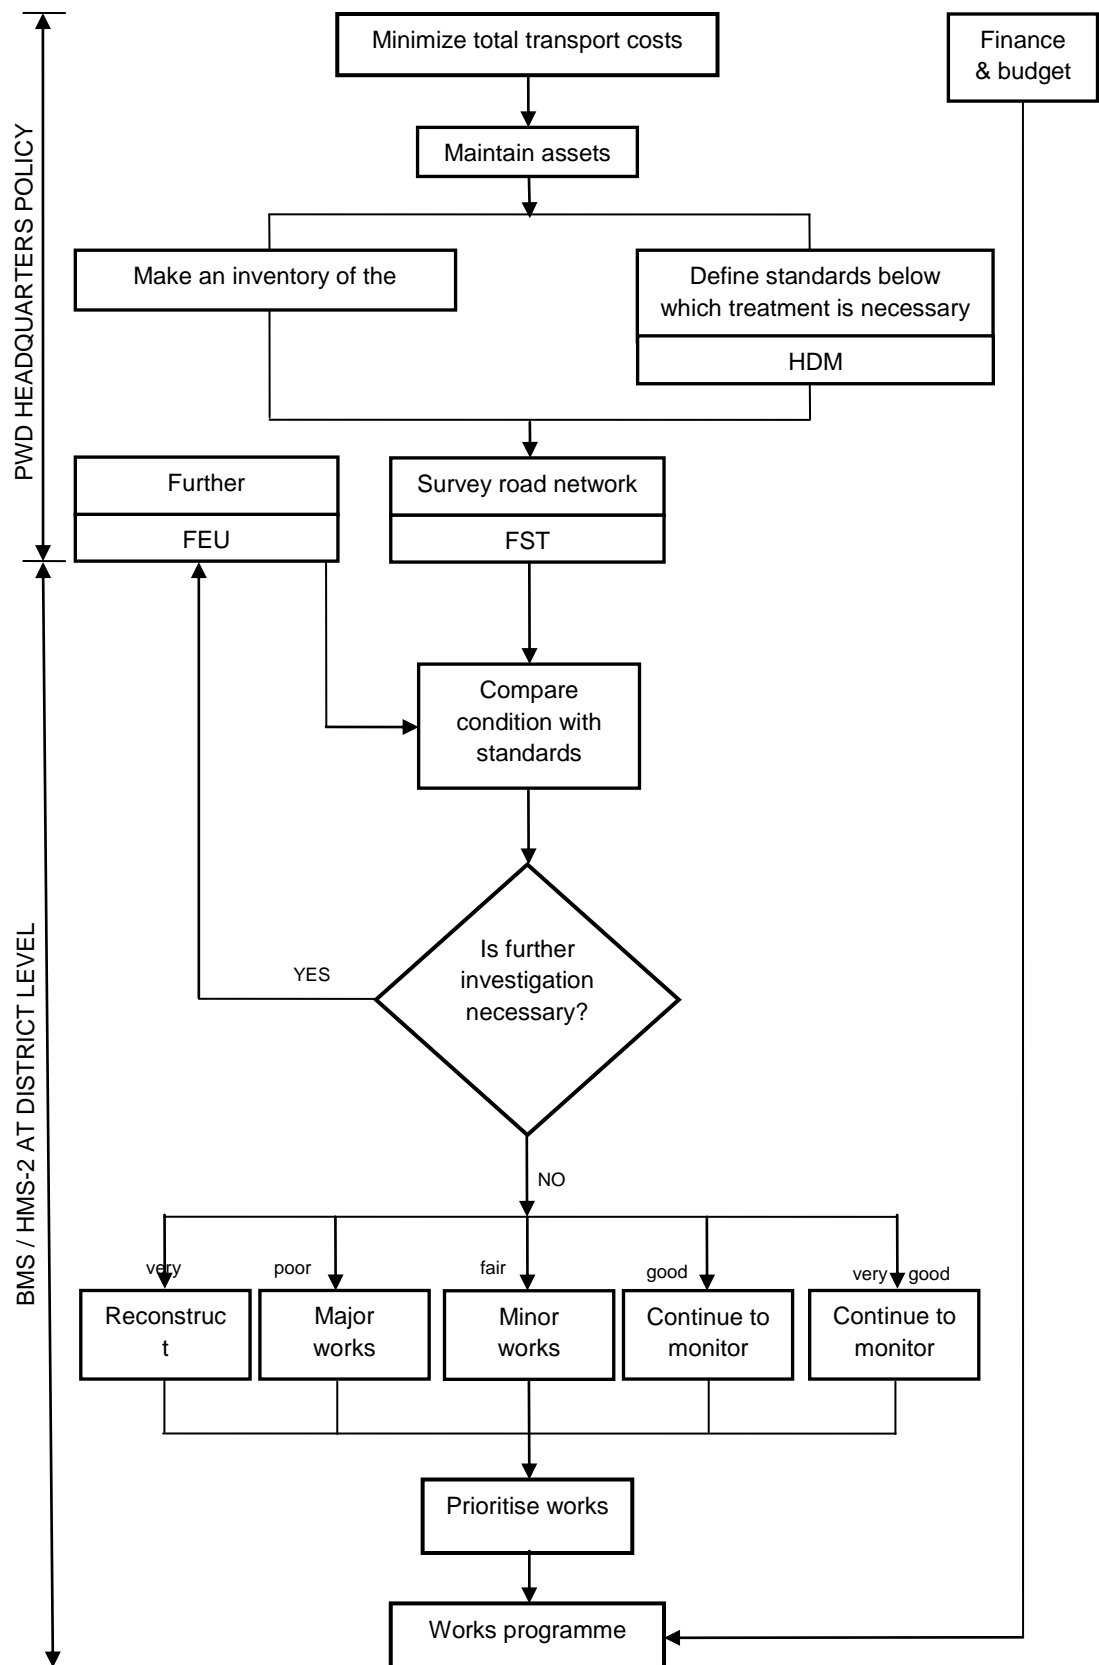 Minimize total transport costs
Finance
& budget
PWD HEADQUARTERS POLICY
Maintain assets
Make an inventory of the
Define standards below
which treatment is necessary
HDM
Further
FEU
Survey road network
FST
Compare
condition with
standards
BMS / HMS-2 AT DISTRICT LEVEL
Is further
investigation
necessary?
YES
NO
very
poor
fair
good
very good
Reconstruc
t
Major
works
Minor
works
Continue to
monitor
Continue to
monitor
Prioritise works
Works programme